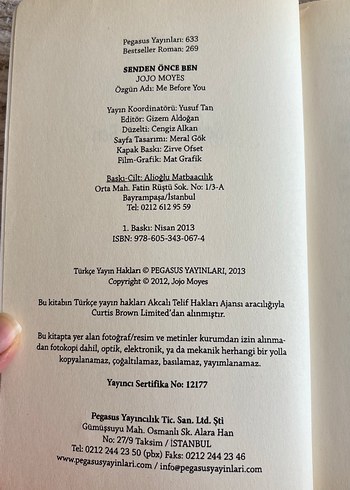 Pegasus Yayınları: 633
Bestseller Roman: 269
SENDEN ÖNCE BEN
JOJO MOYES
Özgün Adı: Me Before You
Yayın Koordinatörü: Yusuf Tan
Editör: Gizem Aldoğan
Düzelti: Cengiz Alkan
Sayfa Tasarımı: Meral Gök
Kapak Baskı: Zirve Ofset
Film-Grafik: Mat Grafik
Baskı-Cilt: Alioğlu Matbaacılık
Orta Mah. Fatin Rüştü Sok. No: 1/3-A
Bayrampaşa/İstanbul
Tel: 0212 612 95 59
1. Baskı: Nisan 2013
ISBN: 978-605-343-067-4
Türkçe Yayın Hakları © PEGASUS YAYINLARI, 2013
Copyright © 2012, Jojo Moyes
Bu kitabın Türkçe yayın hakları Akcalı Telif Hakları Ajansı aracılığıyla
Curtis Brown Limited'dan alınmıştır.
Bu kitapta yer alan fotoğraf/resim ve metinler kurumdan izin alınma-
dan fotokopi dahil, optik, elektronik, ya da mekanik herhangi bir yolla
kopyalanamaz, çoğaltılamaz, basılamaz, yayımlanamaz.
Yayıncı Sertifika No: 12177
Pegasus Yayıncılık Tic. San. Ltd. Şti
Gümüşsuyu Mah. Osmanlı Sk. Alara Han
No: 27/9 Taksim / İSTANBUL
Tel: 0212 244 23 50 (pbx) Faks: 0212 244 23 46
www.pegasusyayinlari.com / info@pegasusyayinlari.com